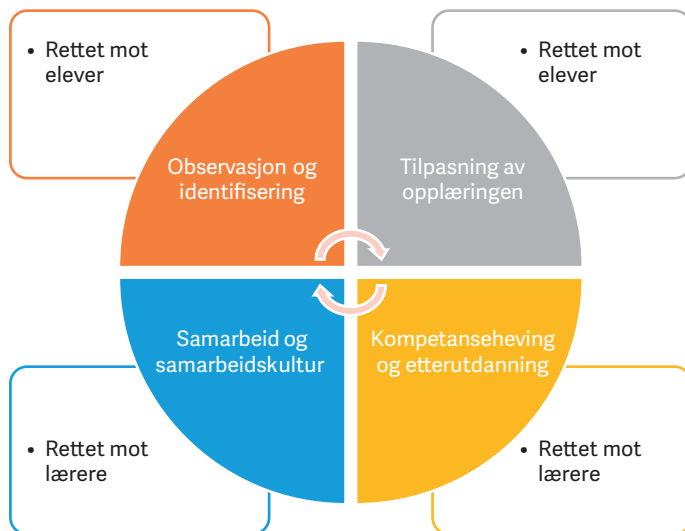 • Rettet mot
elever
• Rettet mot
elever
Observasjon og
identifisering
Tilpasning av
opplæringen
Samarbeid og
samarbeidskultur
Kompetanseheving
og etterutdanning
• Rettet mot
lærere
• Rettet mot
lærere